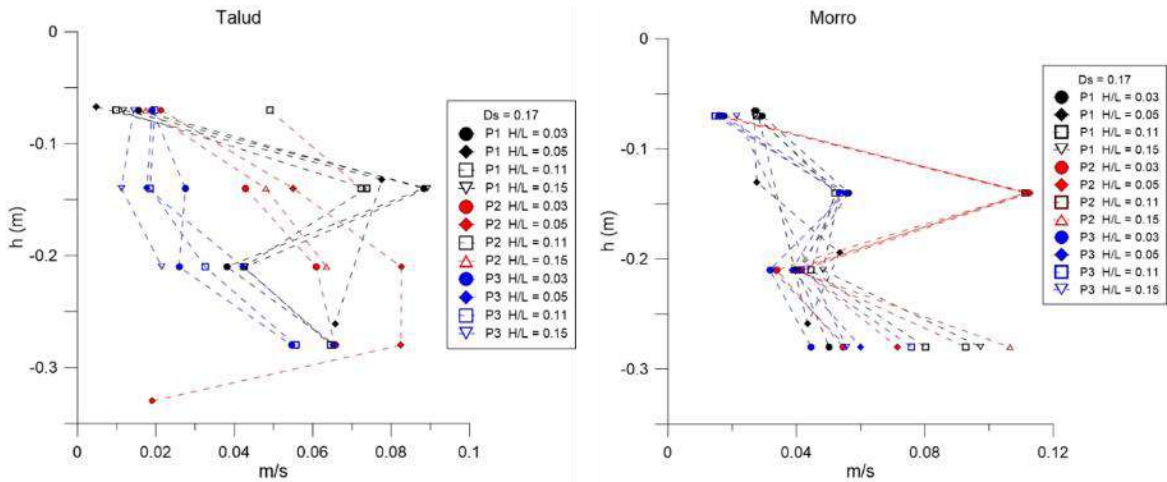 Talud
0
-0.1
-0.2
-0.3
h (m)
0
0.02
0.04
0.06
0.08
0.1
m/s
Ds = 0.17
P1 H/L = 0.03
P1 H/L = 0.05
P1 H/L = 0.11
P1 H/L = 0.15
P2 H/L = 0.03
P2 H/L = 0.05
P2 H/L = 0.11
P2 H/L = 0.15
P3 H/L = 0.03
P3 H/L = 0.05
P3 H/L = 0.11
P3 H/L = 0.15
Morro
0
-0.1
-0.2
-0.3
h (m)
0
0.04
0.08
0.12
m/s
Ds = 0.17
P1 H/L = 0.03
P1 H/L = 0.05
P1 H/L = 0.11
P1 H/L = 0.15
P2 H/L = 0.03
P2 H/L = 0.05
P2 H/L = 0.11
P2 H/L = 0.15
P3 H/L = 0.03
P3 H/L = 0.05
P3 H/L = 0.11
P3 H/L = 0.15